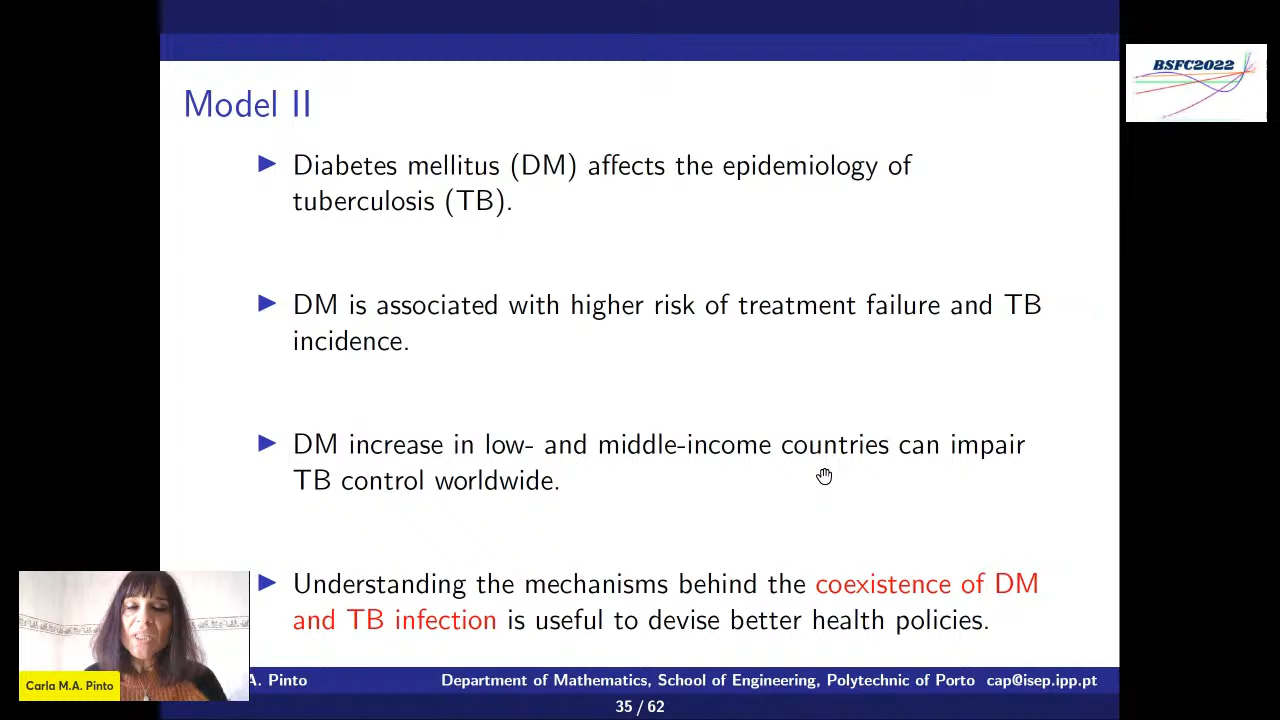 BSFC2022
Model II
Diabetes mellitus (DM) affects the epidemiology of
tuberculosis (TB).
DM is associated with higher risk of treatment failure and TB
incidence.
DM increase in low- and middle-income countries can impair
TB control worldwide.
Understanding the mechanisms behind the coexistence of DM
and TB infection is useful to devise better health policies.
Carla M.A. Pinto
A. Pinto Department of Mathematics, School of Engineering, Polytechnic of Porto cap@isep.ipp.pt
35 / 62